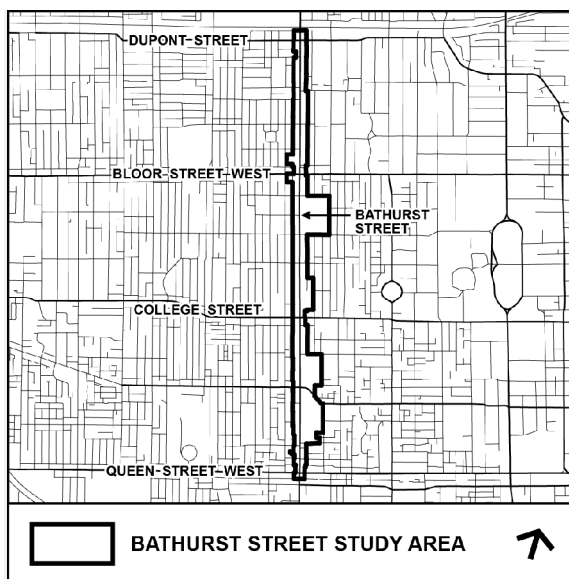 DUPONT STREET
BLOOR STREET WEST
BATHURST
STREET
COLLEGE STREET
QUEEN STREET WEST
BATHURST STREET STUDY AREA